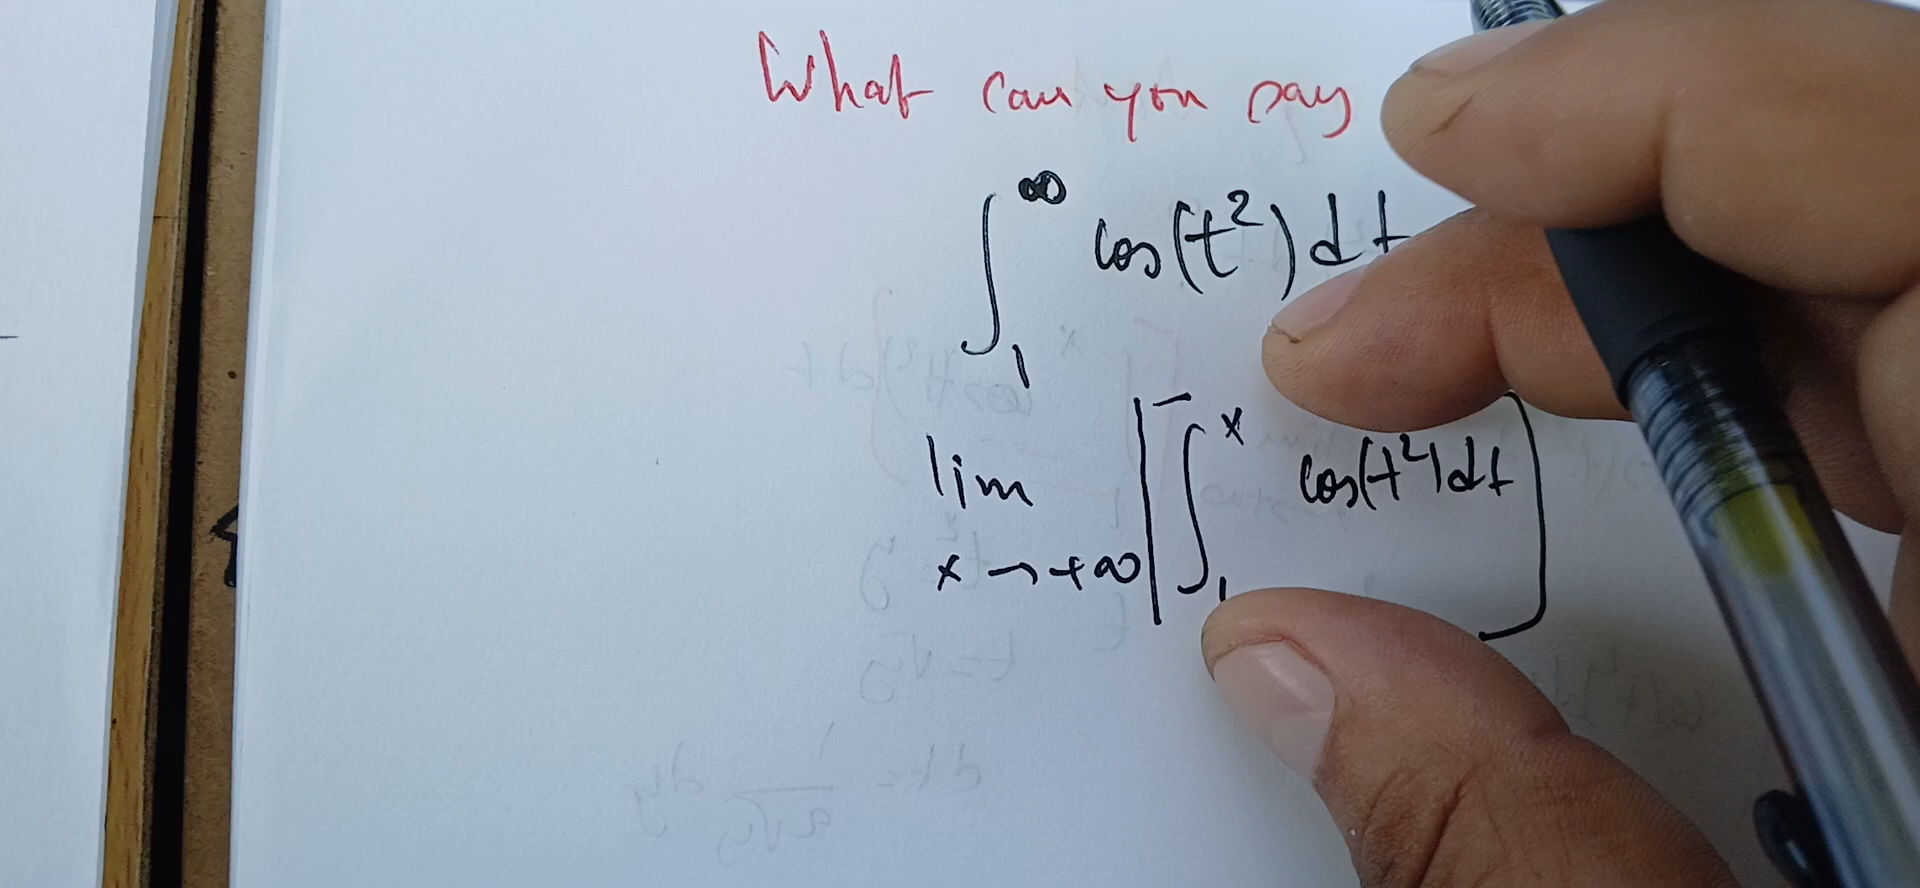 What can you say
∫₁^∞ cos(t²) dt
lim x→+∞ [∫₁^x cos(t²)dt]